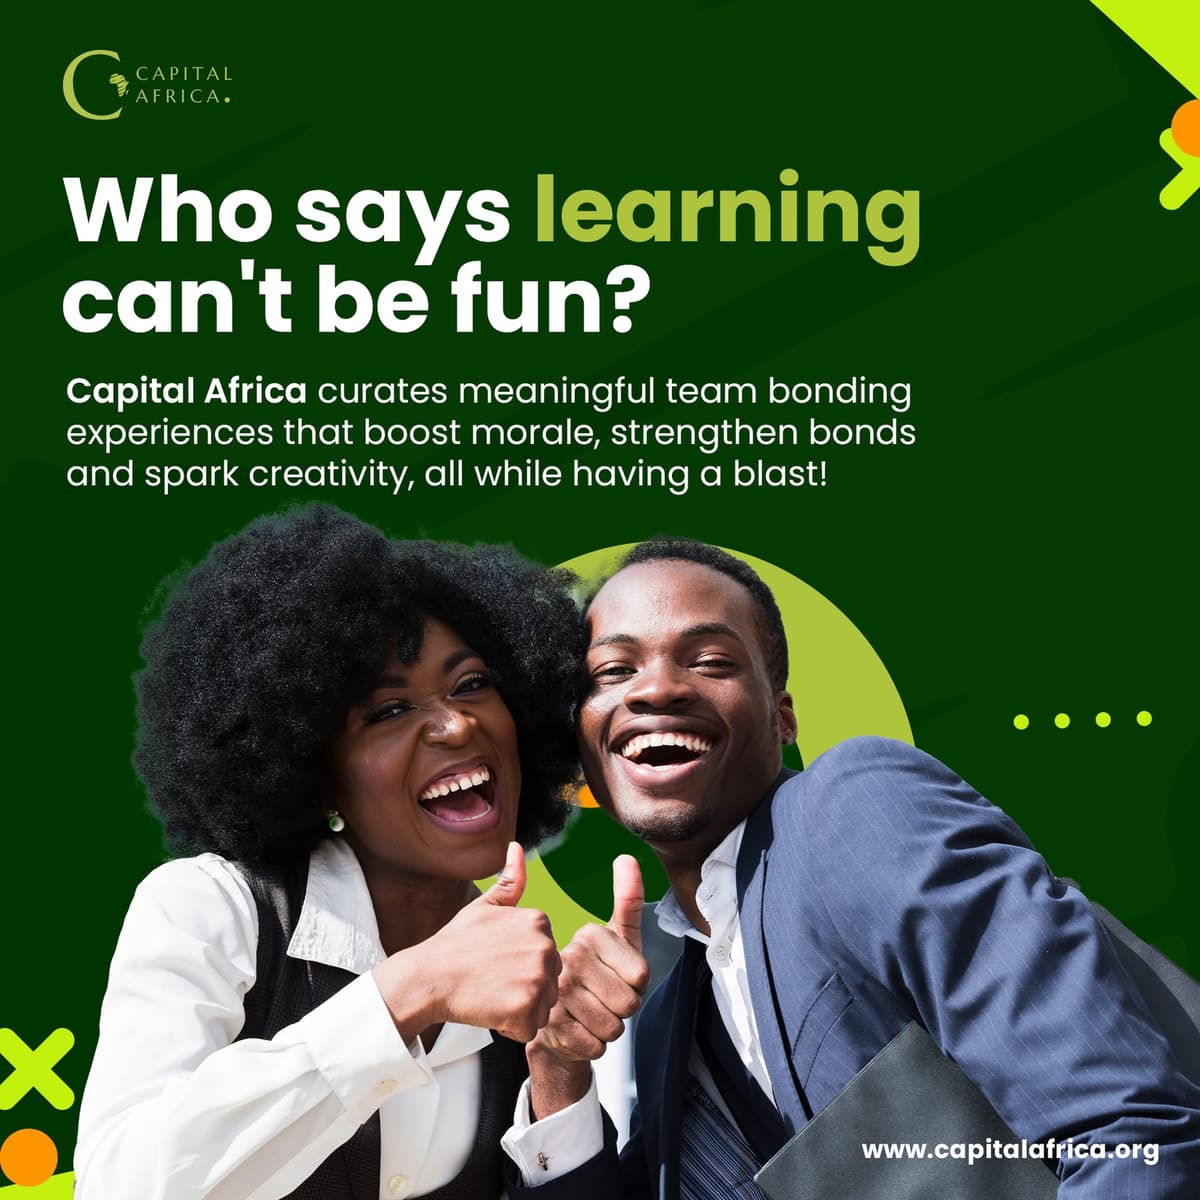 CAPITAL
AFRICA.
Who says learning
can't be fun?
Capital Africa curates meaningful team bonding
experiences that boost morale, strengthen bonds
and spark creativity, all while having a blast!
www.capitalafrica.org